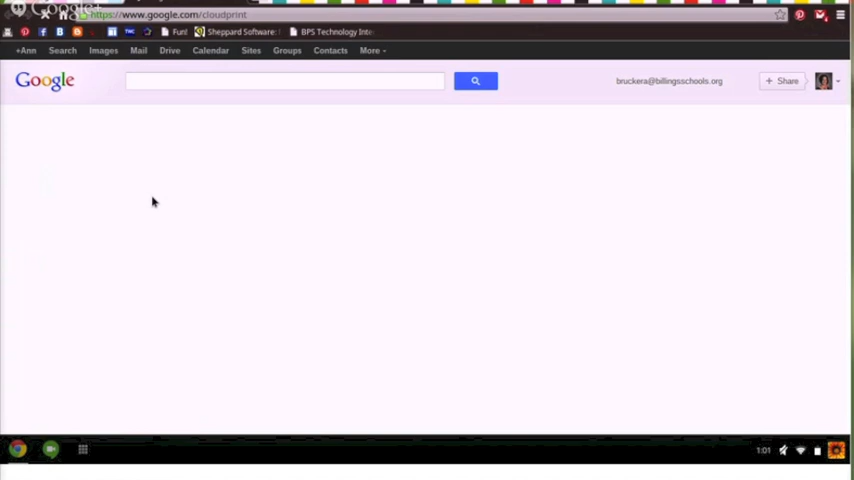 Google+
https://www.google.com/cloudprint
Fun! Sheppard Software: BPS Technology Inte
+Ann Search Images Mail Drive Calendar Sites Groups Contacts More
Google bruckera@billingsschools.org + Share
1:01